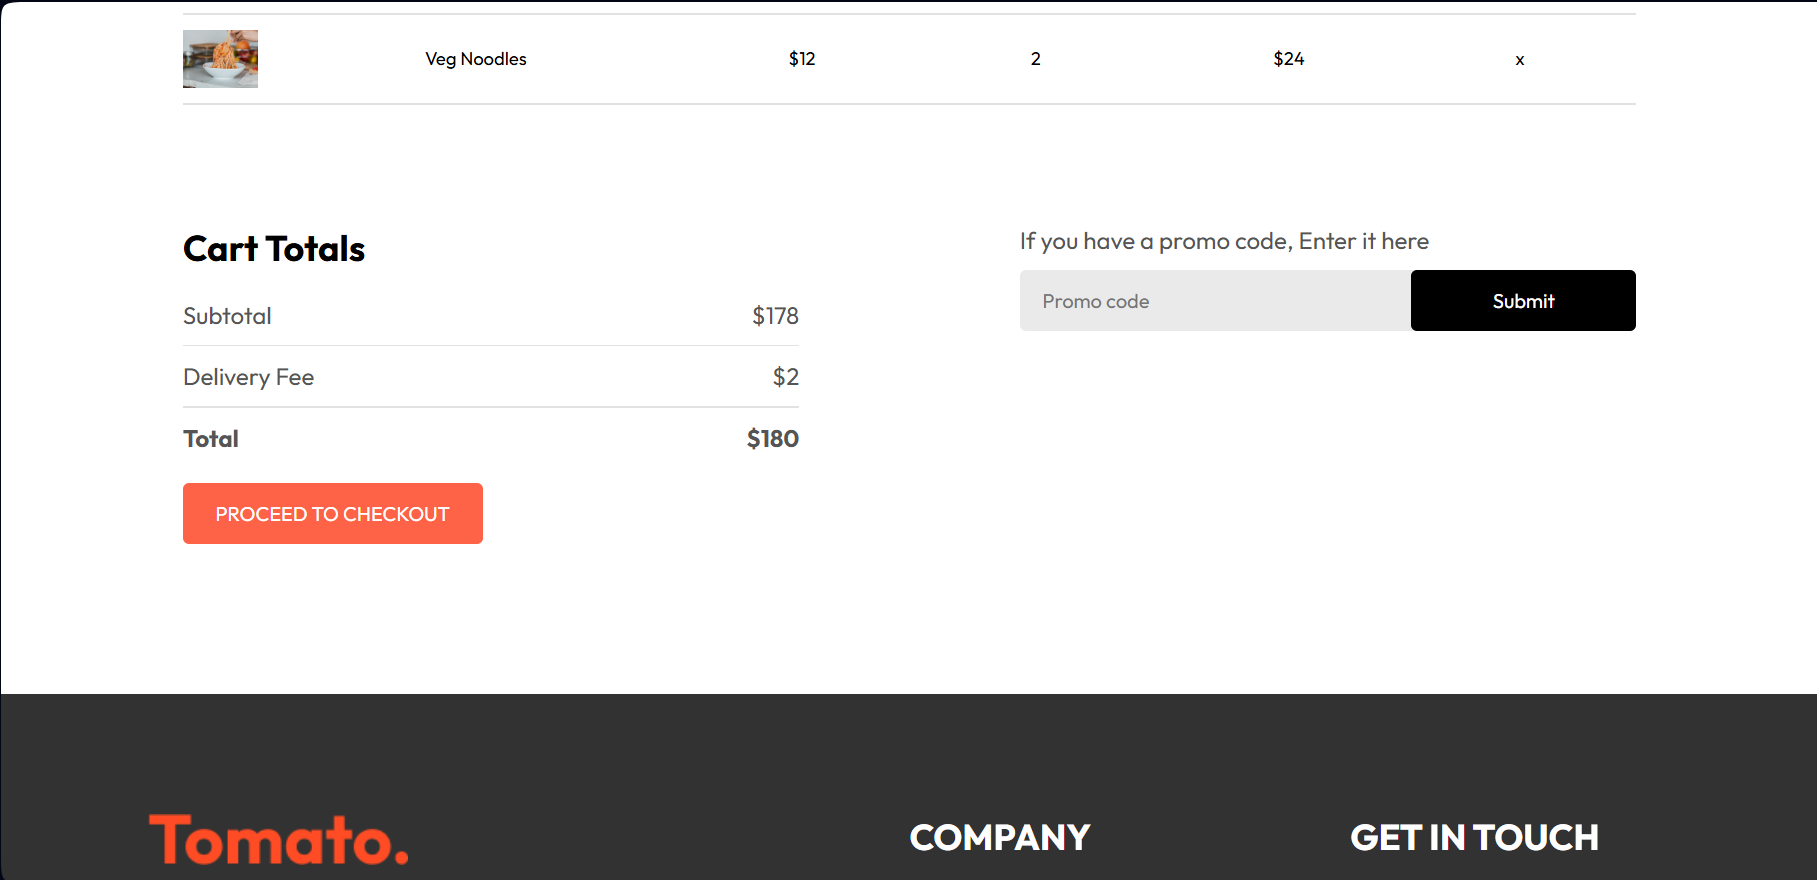 Veg Noodles $12 2 $24 x
Cart Totals
Subtotal $178
Delivery Fee $2
Total $180
PROCEED TO CHECKOUT
If you have a promo code, Enter it here
Promo code Submit
Tomato. COMPANY GET IN TOUCH